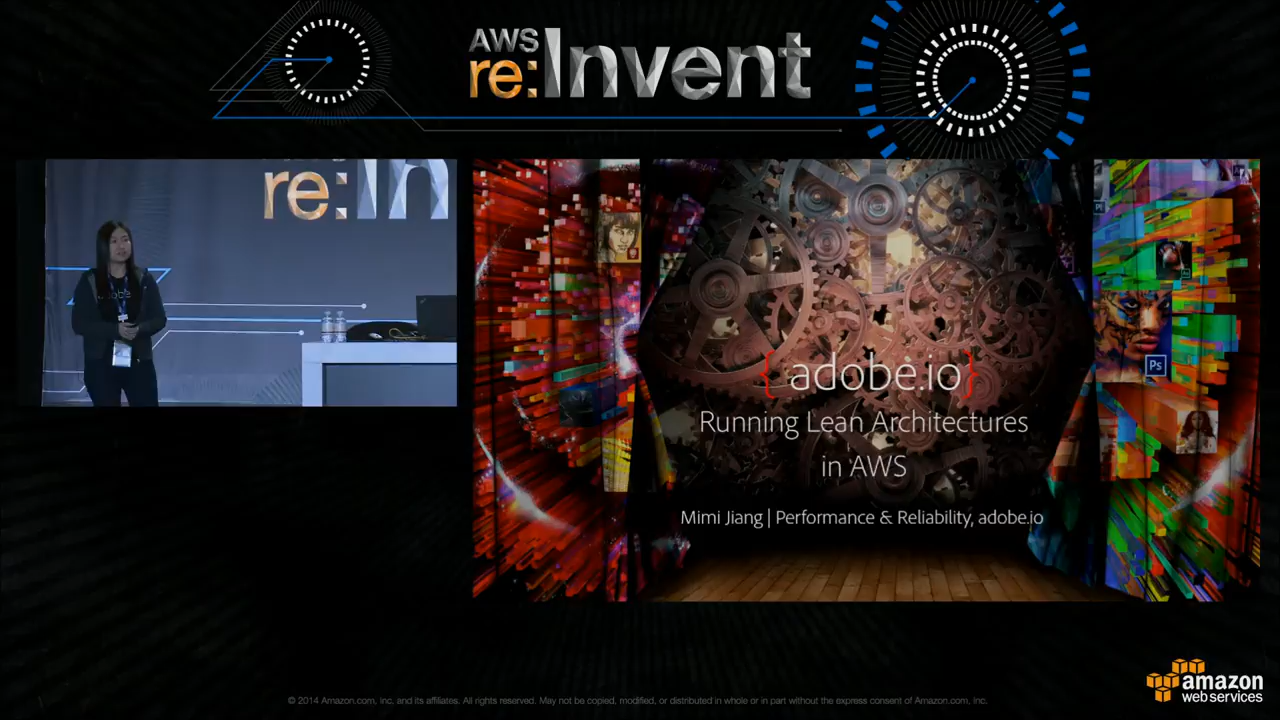 AWS
re:Invent
re:In
{ adobe.io }
Running Lean Architectures
in AWS
Mimi Jiang | Performance & Reliability, adobe.io
Ps
© 2014 Amazon.com, Inc. and its affiliates. All rights reserved. May not be copied, modified, or distributed in whole or in part without the express consent of Amazon.com, Inc.
amazon
web services